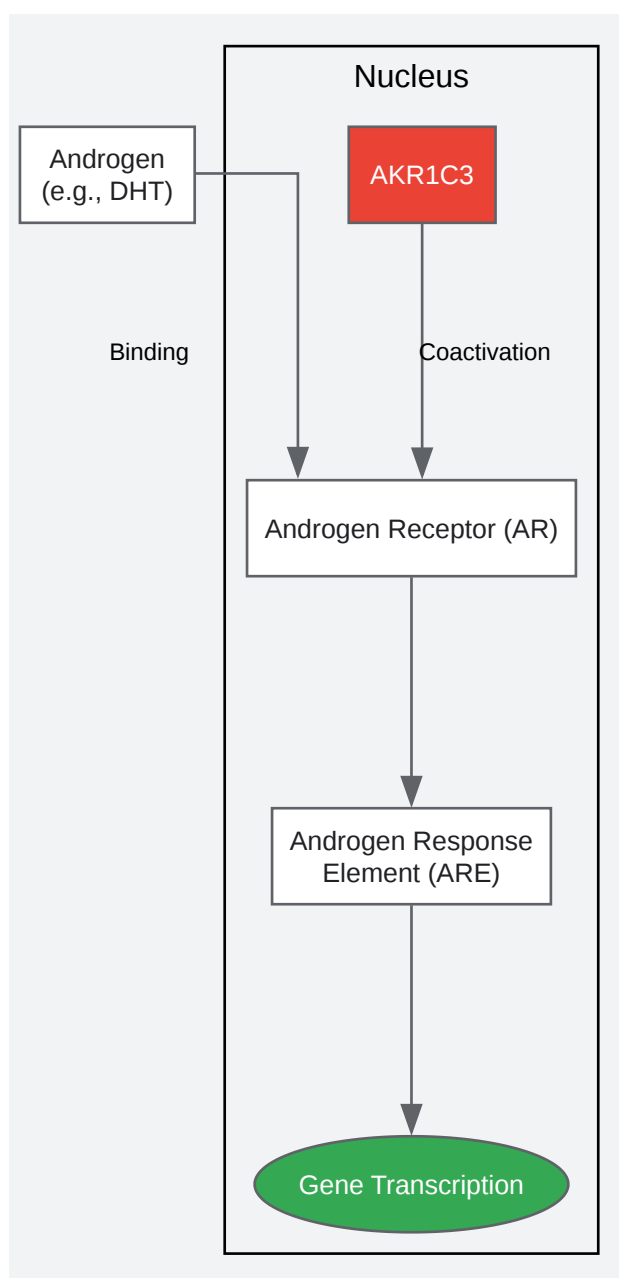 Nucleus
Androgen
(e.g., DHT)
AKR1C3
Binding
Coactivation
Androgen Receptor (AR)
Androgen Response
Element (ARE)
Gene Transcription